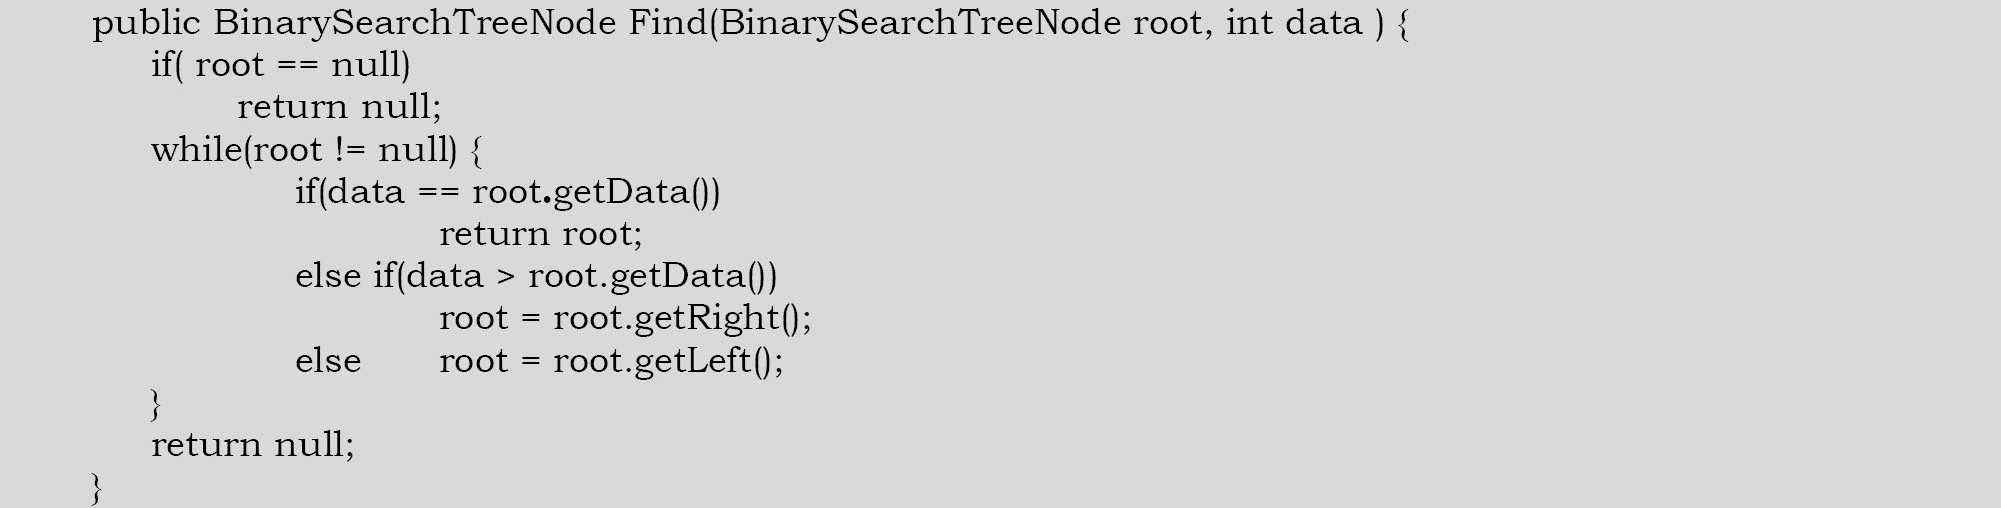 public BinarySearchTreeNode Find(BinarySearchTreeNode root, int data ) {
if( root == null)
return null;
while(root != null) {
if(data == root.getData())
return root;
else if(data > root.getData())
root = root.getRight();
else root = root.getLeft();
}
return null;
}